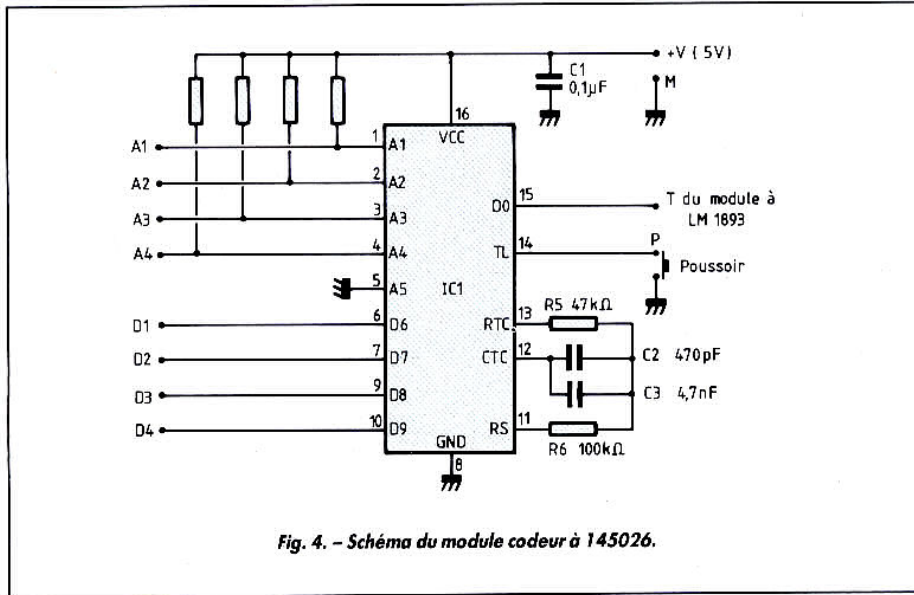 +V (5V)
C1
0,1µF
M
16
VCC
A1
1
A1
A2
2
A2
A3
3
A3
A4
4
A4
5
A5
IC1
D1
6
D6
D2
7
D7
D3
9
D8
D4
10
D9
GND
8
15
DO
T du module à
LM 1893
14
TL
P
Poussoir
13
RTC
R5 47kΩ
12
CTC
C2 470pF
C3 4,7nF
11
RS
R6 100kΩ
Fig. 4. – Schéma du module codeur à 145026.